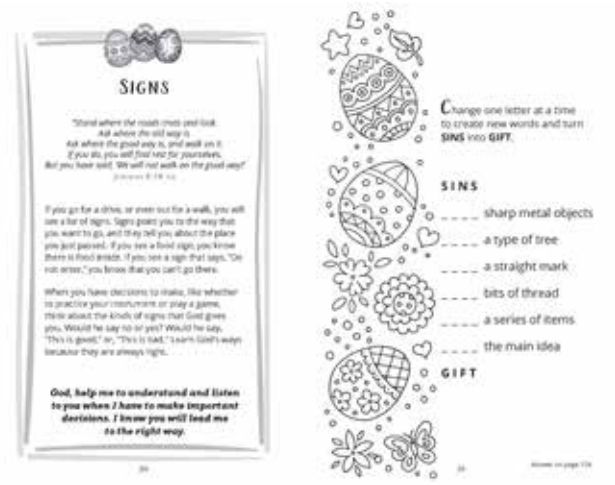 SIGNS
"Stand where the roads cross and look.
Ask where the old way is.
Ask where the good way is, and walk on it.
If you do, you will find rest for yourselves.
But you have said, 'We will not walk on the good way.'"
If you go for a drive, or even out for a walk, you will
see a lot of signs. Signs point you to the way that
you want to go, and they tell you about the place
you just passed. If you see a food sign, you know
there is food inside. If you see a sign that says, "Do
not enter," you know that you can't go there.
When you have decisions to make, like whether
to practice your instrument or play a game,
think about the kinds of signs that God gives
you. Would he say no or yes? Would he say,
"This is good," or, "This is bad." Learn God's ways
because they are always right.
God, help me to understand and listen
to you when I have to make important
decisions. I know you will lead me
to the right way.
Change one letter at a time
to create new words and turn
SINS into GIFT.
SINS
_ _ _ _ sharp metal objects
_ _ _ _ a type of tree
_ _ _ _ a straight mark
_ _ _ _ bits of thread
_ _ _ _ a series of items
_ _ _ _ the main idea
GIFT
Answer on page